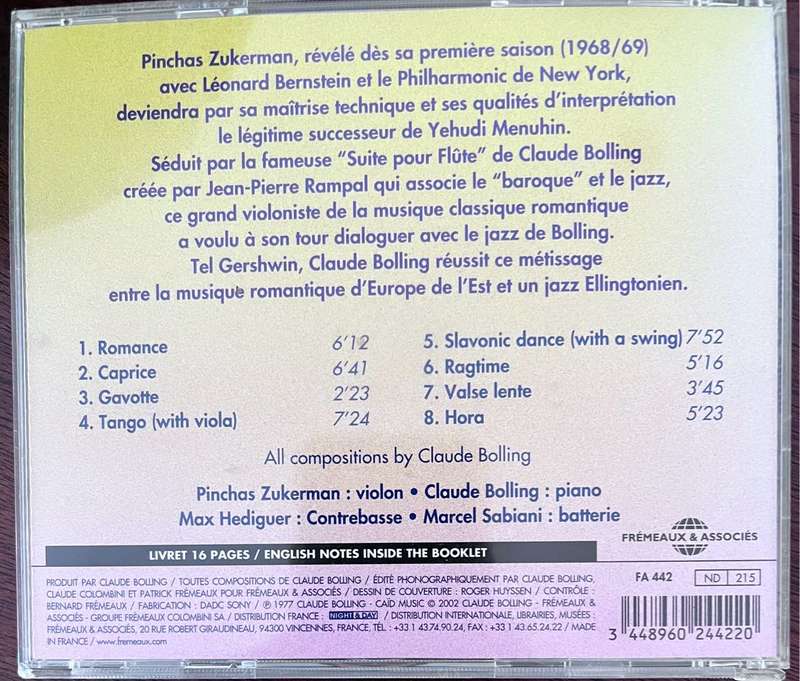 Pinchas Zukerman, révélé dès sa première saison (1968/69)
avec Léonard Bernstein et le Philharmonic de New York,
deviendra par sa maîtrise technique et ses qualités d'interprétation
le légitime successeur de Yehudi Menuhin.
Séduit par la fameuse "Suite pour Flûte" de Claude Bolling
créée par Jean-Pierre Rampal qui associe le "baroque" et le jazz,
ce grand violoniste de la musique classique romantique
a voulu à son tour dialoguer avec le jazz de Bolling.
Tel Gershwin, Claude Bolling réussit ce métissage
entre la musique romantique d'Europe de l'Est et un jazz Ellingtonien.
1. Romance 6'12
2. Caprice 6'41
3. Gavotte 2'23
4. Tango (with viola) 7'24
5. Slavonic dance (with a swing) 7'52
6. Ragtime 5'16
7. Valse lente 3'45
8. Hora 5'23
All compositions by Claude Bolling
Pinchas Zukerman : violon • Claude Bolling : piano
Max Hediguer : Contrebasse • Marcel Sabiani : batterie
FRÉMEAUX & ASSOCIÉS
LIVRET 16 PAGES / ENGLISH NOTES INSIDE THE BOOKLET
FA 442 ND 215
PRODUIT PAR CLAUDE BOLLING / TOUTES COMPOSITIONS DE CLAUDE BOLLING / ÉDITÉ PHONOGRAPHIQUEMENT PAR CLAUDE BOLLING,
CLAUDE COLOMBINI ET PATRICK FRÉMEAUX POUR FRÉMEAUX & ASSOCIÉS / DESSIN DE COUVERTURE : ROGER HUYSSEN / CONTRÔLE :
BERNARD FRÉMEAUX / FABRICATION : DADC SONY / ℗ 1977 CLAUDE BOLLING - CAÏD MUSIC © 2002 CLAUDE BOLLING - FRÉMEAUX &
ASSOCIÉS - GROUPE FRÉMEAUX COLOMBINI SA / DISTRIBUTION FRANCE : NIGHT & DAY / DISTRIBUTION INTERNATIONALE, LIBRAIRIES, MUSÉES :
FRÉMEAUX & ASSOCIÉS, 20 RUE ROBERT GIRAUDINEAU, 94300 VINCENNES, FRANCE, TÉL : +33 1 43.74.90.24, FAX : +33 1 43.65.24.22 / MADE
IN FRANCE / www.fremeaux.com
3 448960 244220